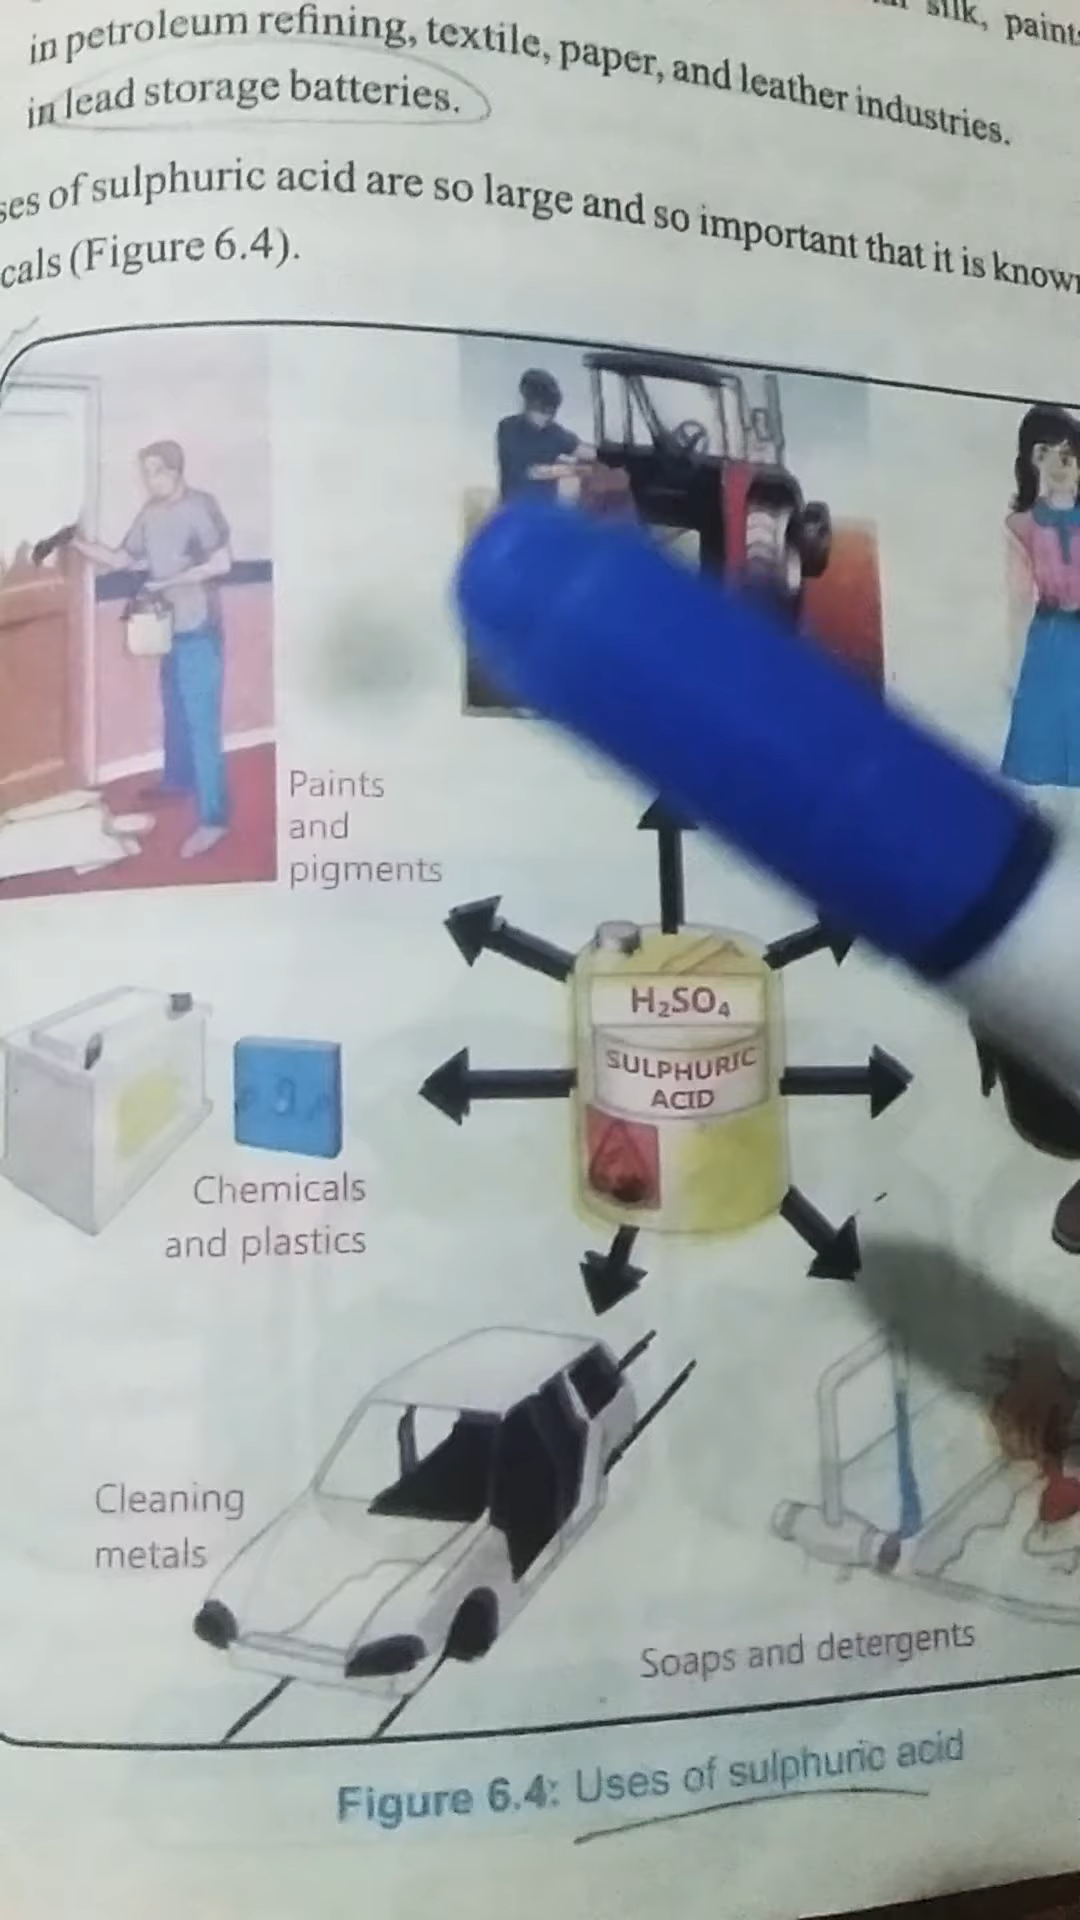 silk, paint
in petroleum refining, textile, paper, and leather industries.
in lead storage batteries.
of sulphuric acid are so large and so important that it is known
(Figure 6.4).
Paints
and
pigments
H₂SO₄
SULPHURIC
ACID
Chemicals
and plastics
Cleaning
metals
Soaps and detergents
Figure 6.4: Uses of sulphuric acid